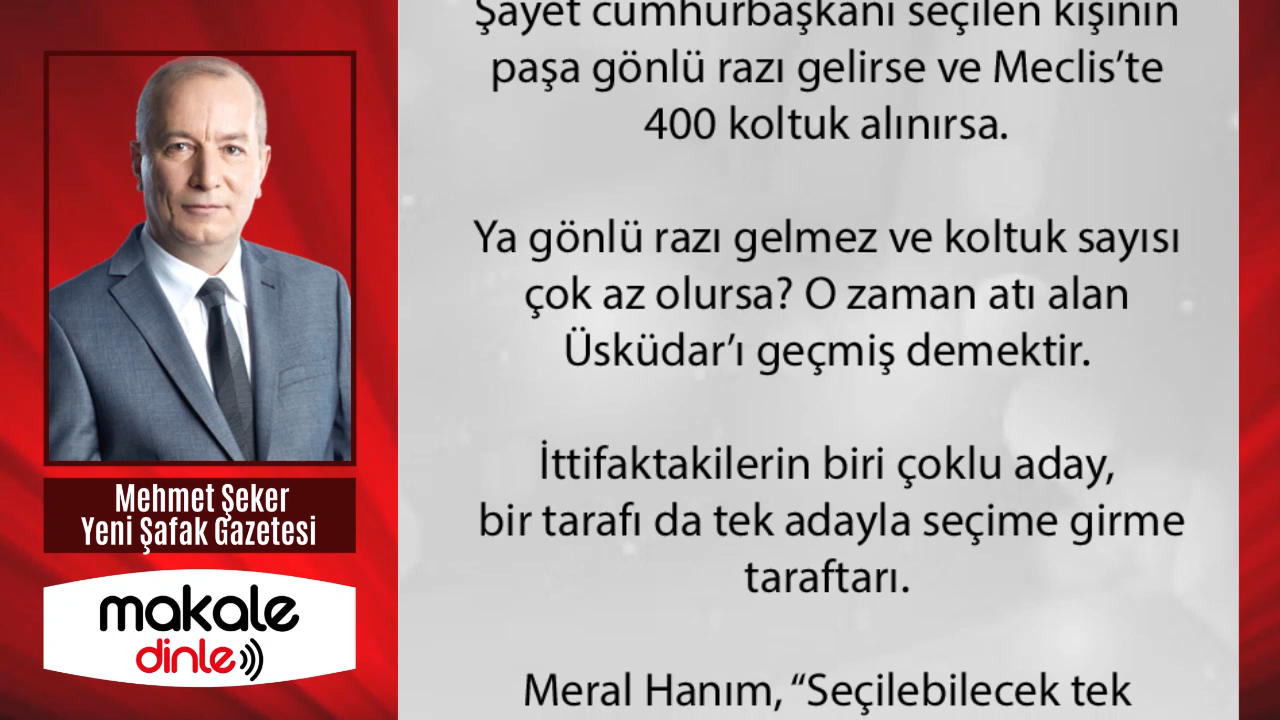 Şayet cumhurbaşkanı seçilen kişinin
paşa gönlü razı gelirse ve Meclis’te
400 koltuk alınırsa.
Ya gönlü razı gelmez ve koltuk sayısı
çok az olursa? O zaman atı alan
Üsküdar’ı geçmiş demektir.
İttifaktakilerin biri çoklu aday,
bir tarafı da tek adayla seçime girme
taraftarı.
Meral Hanım, “Seçilebilecek tek
Mehmet Şeker
Yeni Şafak Gazetesi
makale
dinle